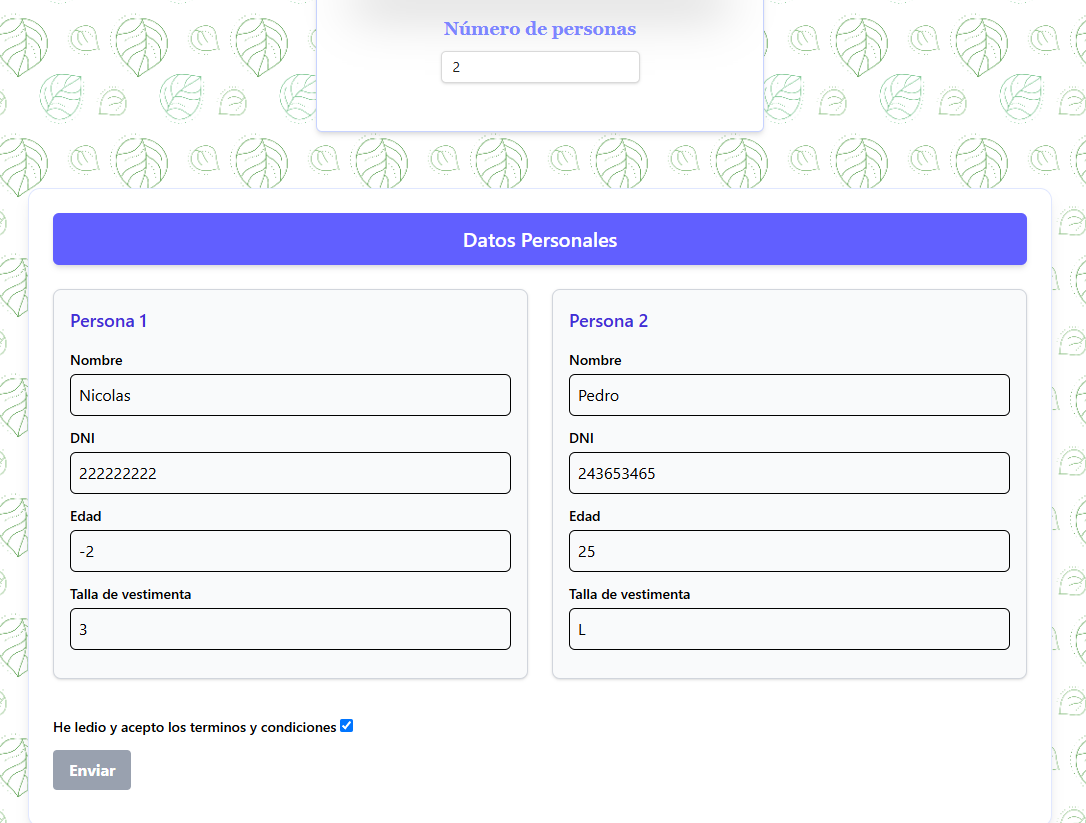 Número de personas
2
Datos Personales
Persona 1
Nombre
Nicolas
DNI
222222222
Edad
-2
Talla de vestimenta
3
Persona 2
Nombre
Pedro
DNI
243653465
Edad
25
Talla de vestimenta
L
He ledio y acepto los terminos y condiciones
Enviar